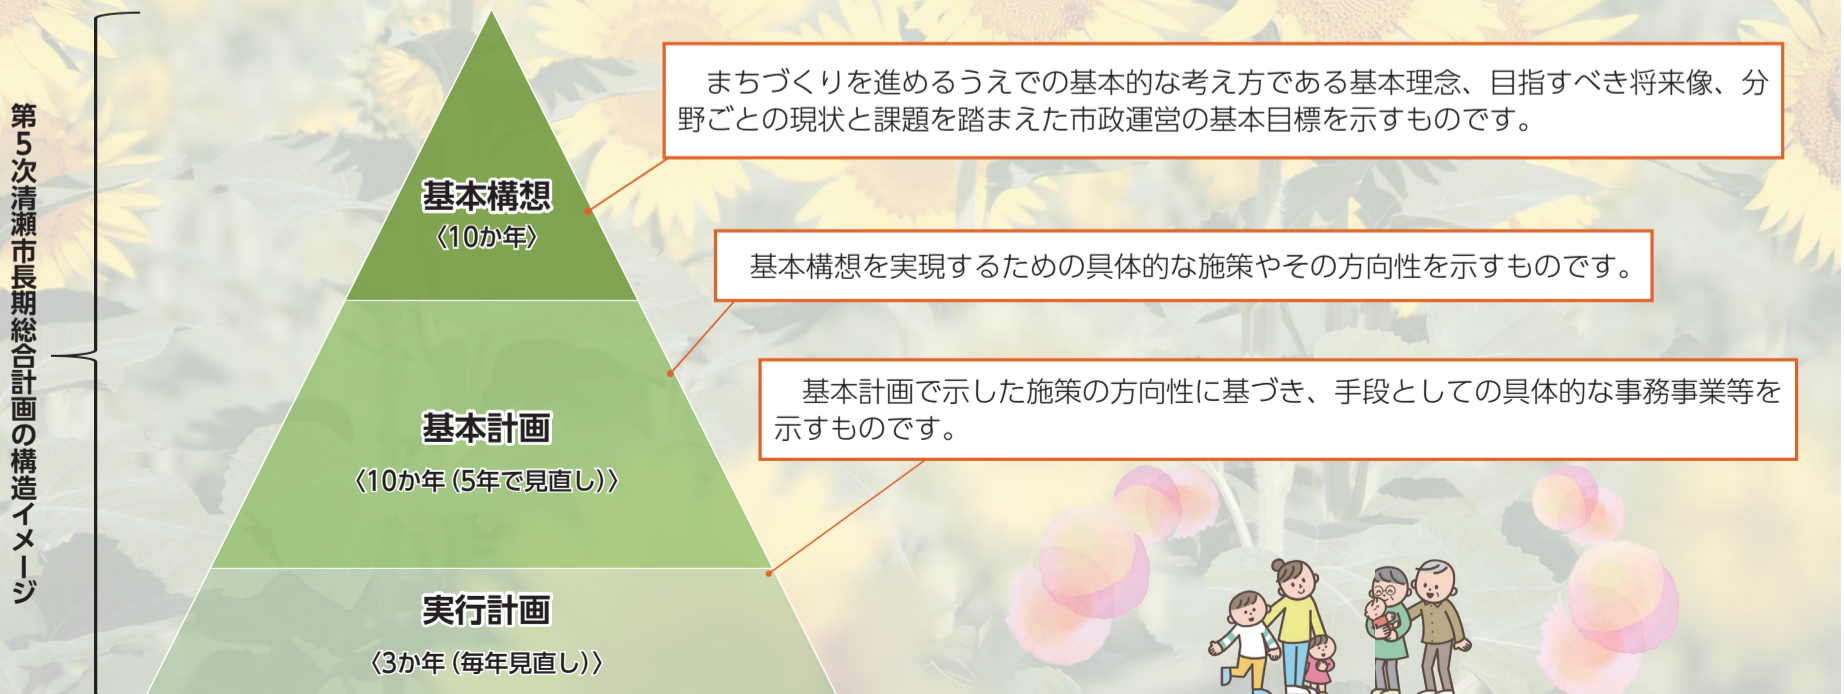 第5次清瀬市長期総合計画の構造イメージ
基本構想
〈10か年〉
　まちづくりを進めるうえでの基本的な考え方である基本理念、目指すべき将来像、分
野ごとの現状と課題を踏まえた市政運営の基本目標を示すものです。
基本計画
〈10か年（5年で見直し）〉
　基本構想を実現するための具体的な施策やその方向性を示すものです。
実行計画
〈3か年（毎年見直し）〉
　基本計画で示した施策の方向性に基づき、手段としての具体的な事務事業等を
示すものです。